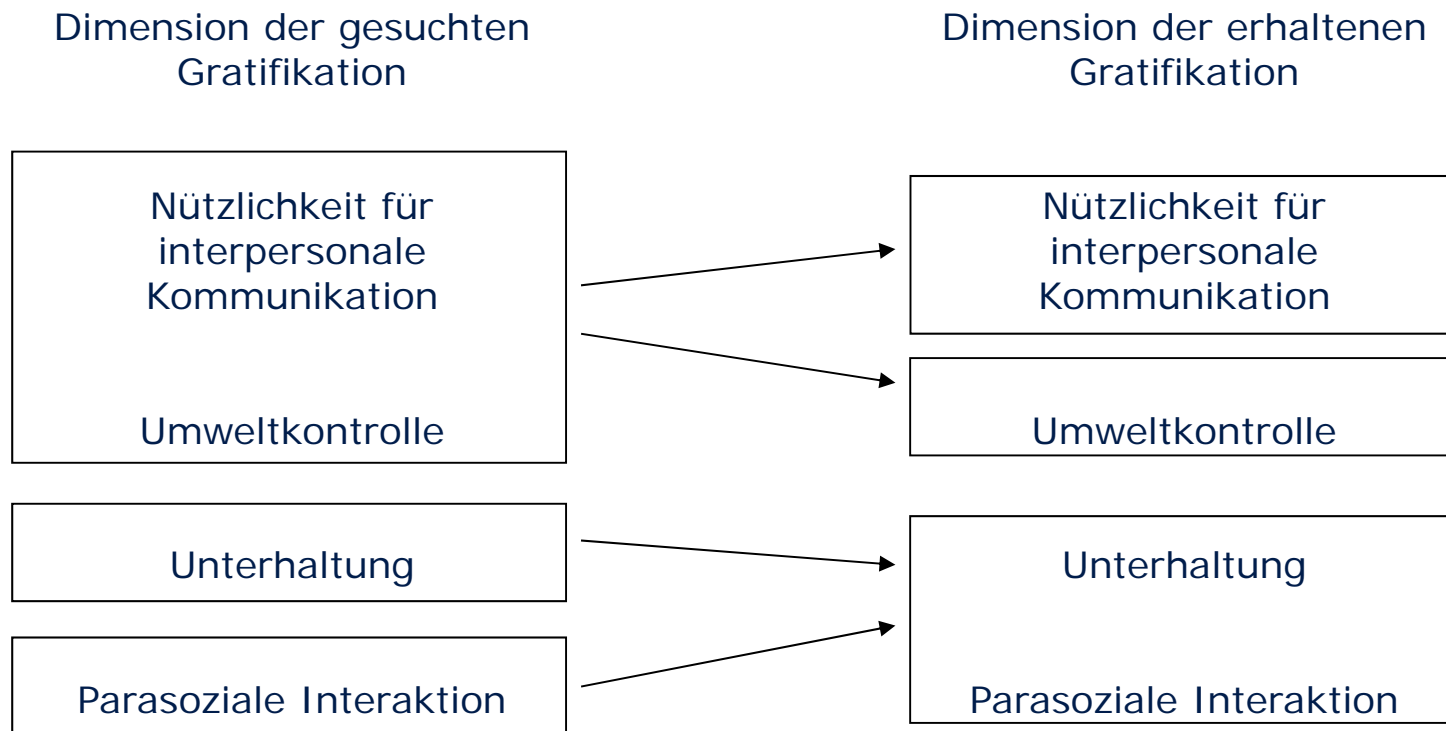 Dimension der gesuchten
Gratifikation
Dimension der erhaltenen
Gratifikation
Nützlichkeit für
interpersonale
Kommunikation
Umweltkontrolle
Unterhaltung
Parasoziale Interaktion
Nützlichkeit für
interpersonale
Kommunikation
Umweltkontrolle
Unterhaltung
Parasoziale Interaktion